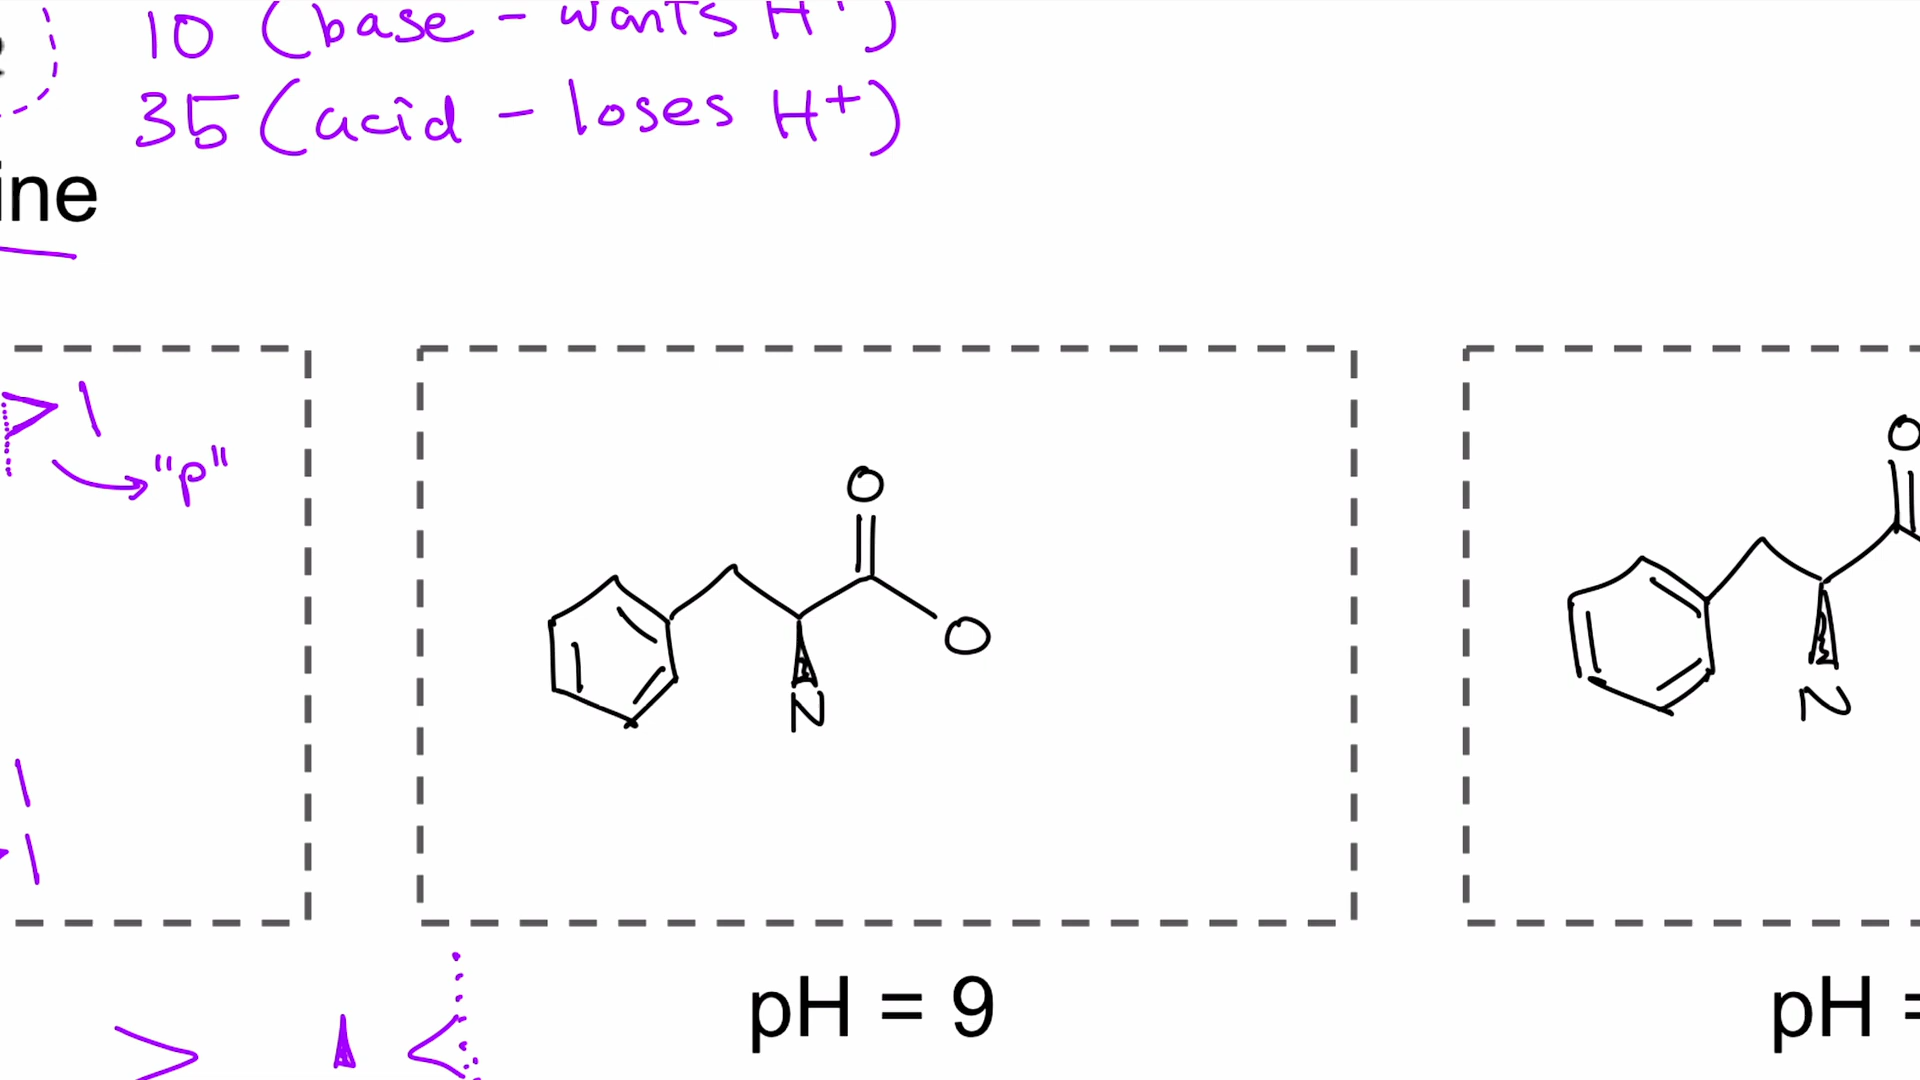 10 (base - wants H+)
35 (acid - loses H+)
ine
"p"
O
O
N
O
N
pH = 9
pH =